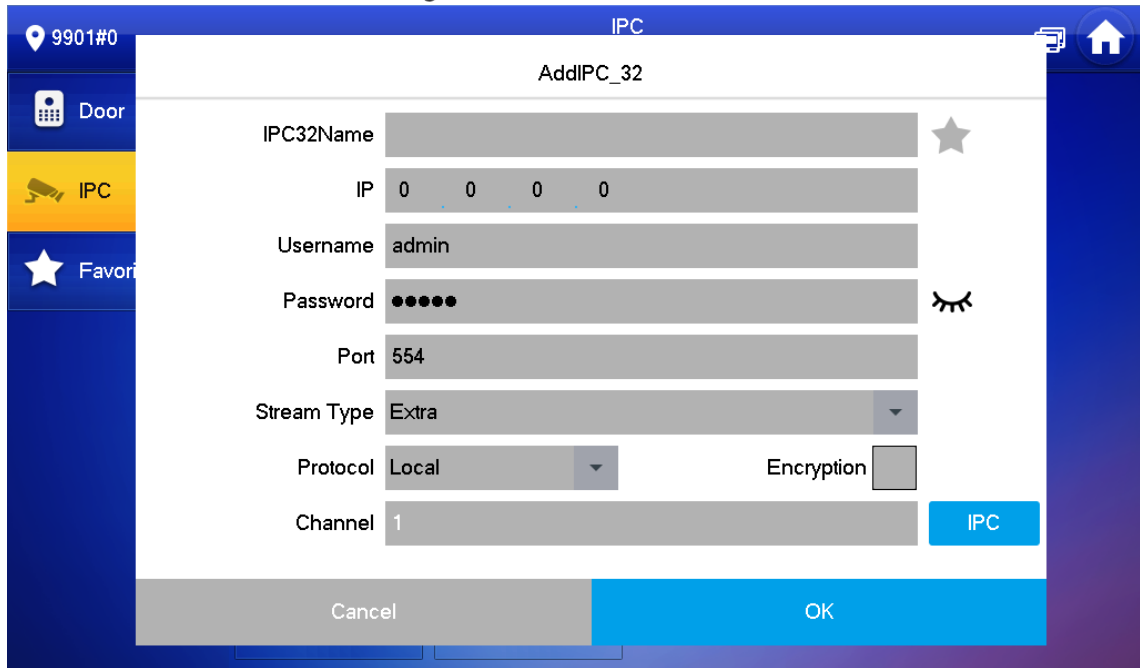 IPC
9901#0
AddIPC_32
Door
IPC32Name
IP 0 . 0 . 0 . 0
IPC
Username admin
Favori
Password •••••
Port 554
Stream Type Extra
Protocol Local Encryption
Channel 1 IPC
Cancel OK